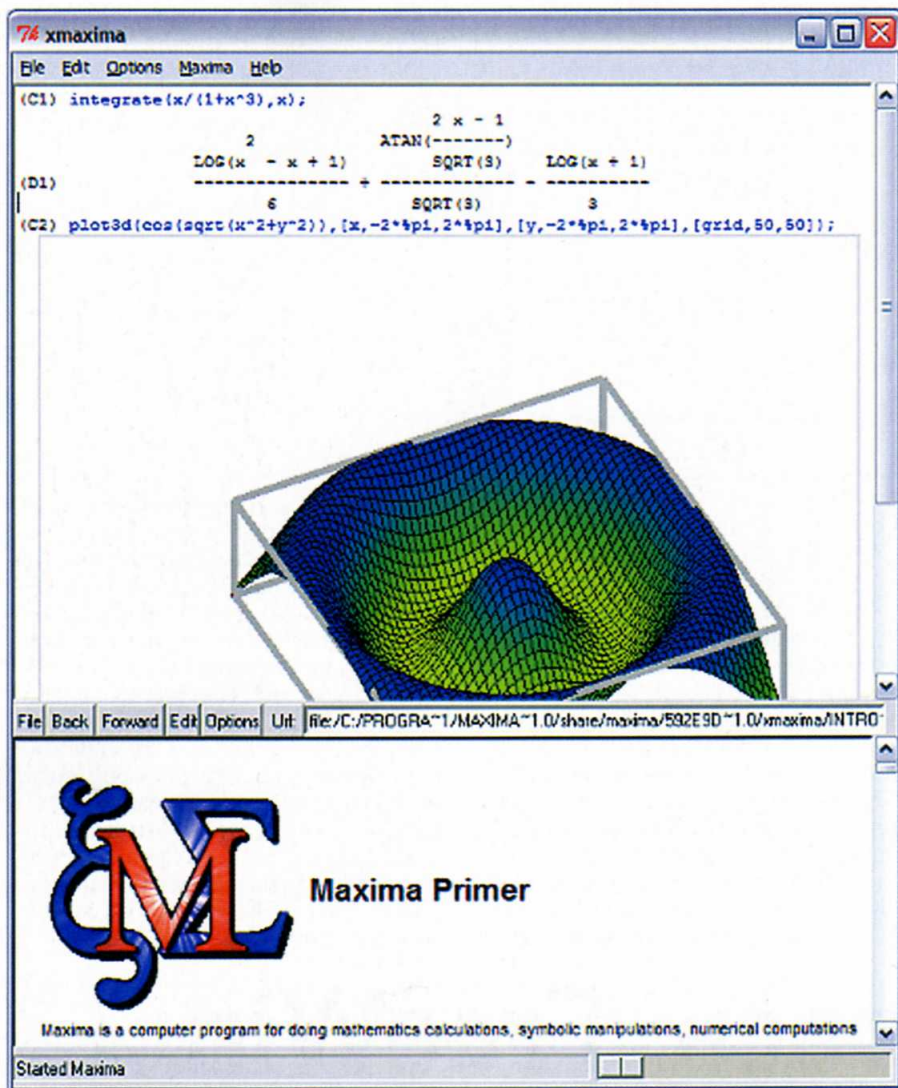 7k xmaxima
File Edit Options Maxima Help
(C1) integrate(x/(1+x^3),x);
2 x - 1
2 ATAN(-------)
LOG(x - x + 1) SQRT(3) LOG(x + 1)
(D1) --------------- + -------------- - ----------
6 SQRT(3) 3
(C2) plot3d(cos(sqrt(x^2+y^2)),[x,-2*%pi,2*%pi],[y,-2*%pi,2*%pi],[grid,50,50]);
File Back Forward Edit Options Url: file:/C:/PROGRA~1/MAXIMA~1.0/share/maxima/592E9D~1.0/xmaxima/INTRO~
ξMΣ
Maxima Primer
Maxima is a computer program for doing mathematics calculations, symbolic manipulations, numerical computations
Started Maxima